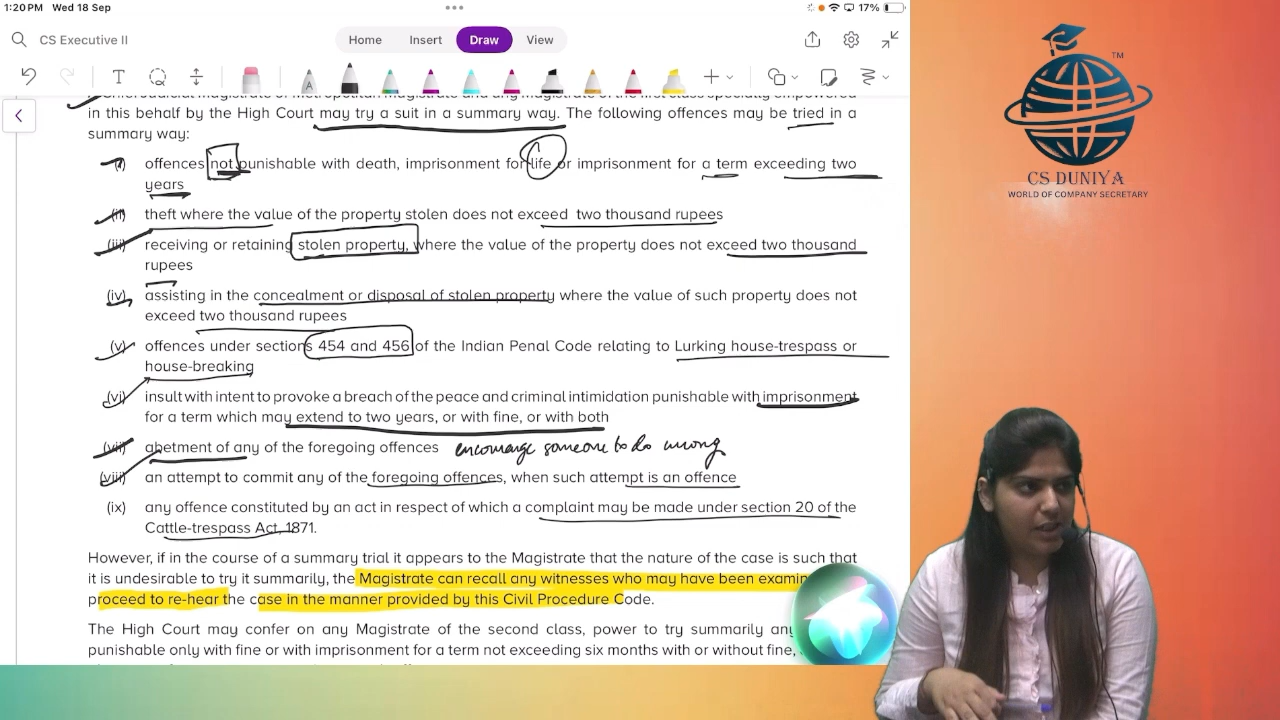 1:20 PM Wed 18 Sep
17%
CS Executive II
Home Insert Draw View
in this behalf by the High Court may try a suit in a summary way. The following offences may be tried in a
summary way:
(i) offences not punishable with death, imprisonment for life or imprisonment for a term exceeding two
years
(ii) theft where the value of the property stolen does not exceed two thousand rupees
(iii) receiving or retaining stolen property, where the value of the property does not exceed two thousand
rupees
(iv) assisting in the concealment or disposal of stolen property where the value of such property does not
exceed two thousand rupees
(v) offences under sections 454 and 456 of the Indian Penal Code relating to Lurking house-trespass or
house-breaking
(vi) insult with intent to provoke a breach of the peace and criminal intimidation punishable with imprisonment
for a term which may extend to two years, or with fine, or with both
(vii) abetment of any of the foregoing offences encourage someone to do wrong
(viii) an attempt to commit any of the foregoing offences, when such attempt is an offence
(ix) any offence constituted by an act in respect of which a complaint may be made under section 20 of the
Cattle-trespass Act, 1871.
However, if in the course of a summary trial it appears to the Magistrate that the nature of the case is such that
it is undesirable to try it summarily, the Magistrate can recall any witnesses who may have been
proceed to re-hear the case in the manner provided by this Civil Procedure Code.
The High Court may confer on any Magistrate of the second class, power to try summarily
punishable only with fine or with imprisonment for a term not exceeding six months with or without fine,
TM
CS DUNIYA
WORLD OF COMPANY SECRETARY